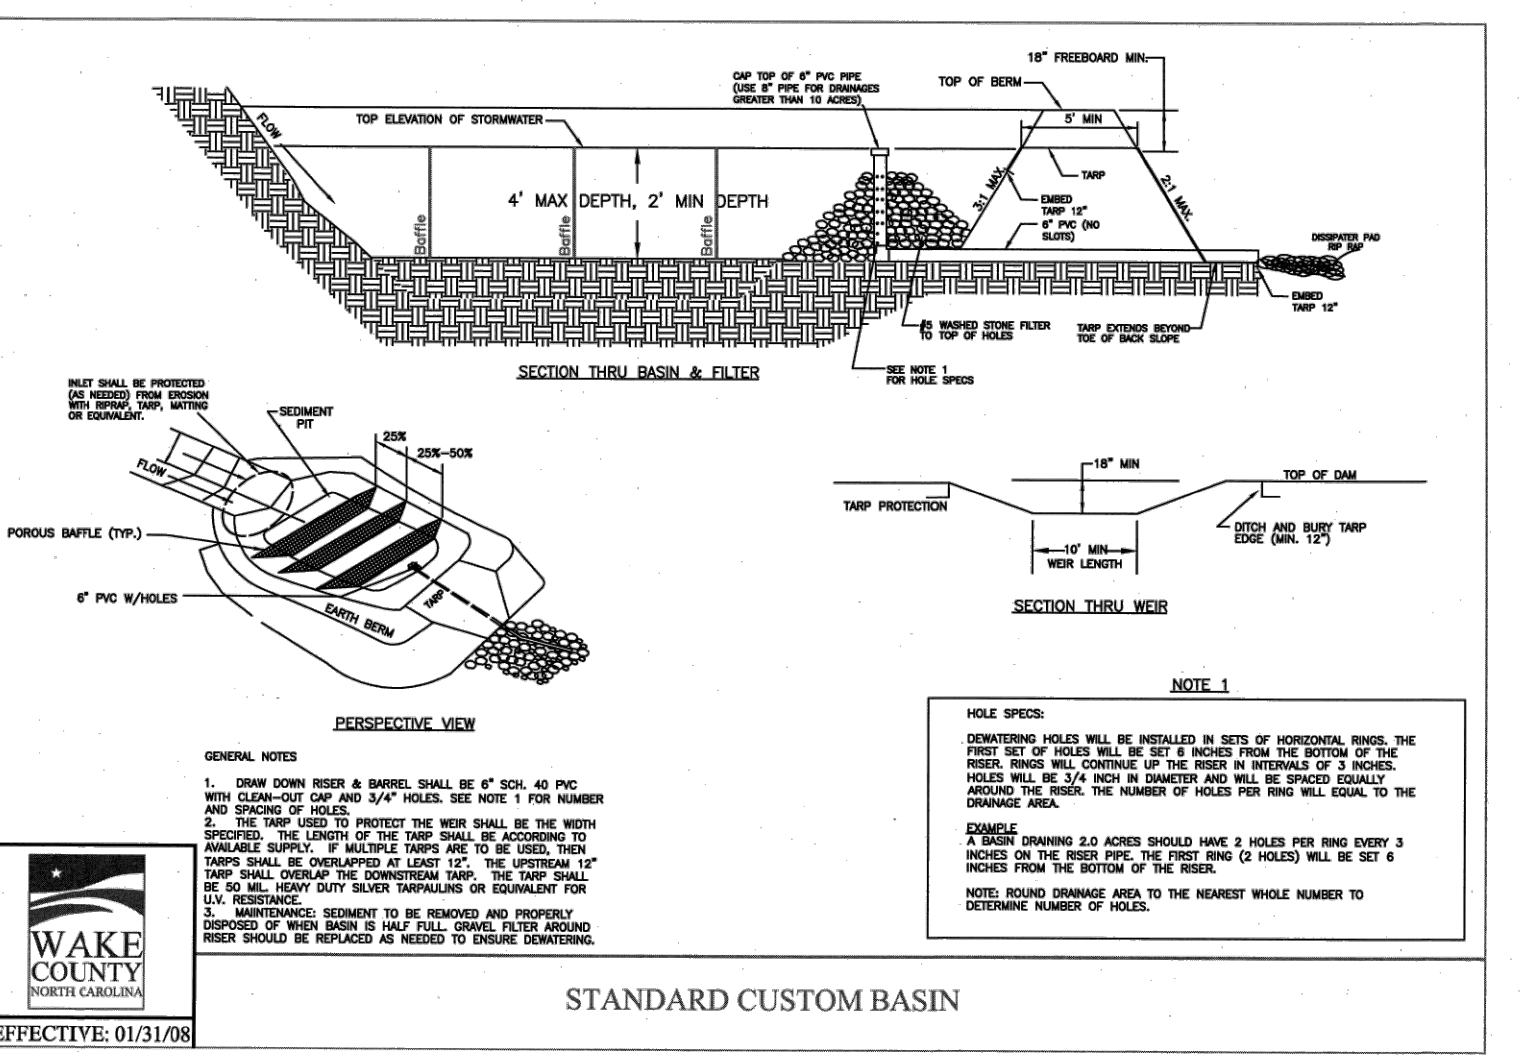 18" FREEBOARD MIN.
CAP TOP OF 6" PVC PIPE
(USE 8" PIPE FOR DRAINAGES
GREATER THAN 10 ACRES)
TOP OF BERM
FLOW
TOP ELEVATION OF STORMWATER
5' MIN
TARP
3:1 MAX.
2:1 MAX.
4' MAX DEPTH, 2' MIN DEPTH
EMBED
TARP 12"
6" PVC (NO
SLOTS)
Baffle
Baffle
Baffle
DISSIPATER PAD
RIP RAP
EMBED
TARP 12"
#5 WASHED STONE FILTER
TO TOP OF HOLES
TARP EXTENDS BEYOND
TOE OF BACK SLOPE
SEE NOTE 1
FOR HOLE SPECS
SECTION THRU BASIN & FILTER
INLET SHALL BE PROTECTED
(AS NEEDED) FROM EROSION
WITH RIPRAP, TARP, MATTING
OR EQUIVALENT.
SEDIMENT
PIT
25%
25%-50%
FLOW
POROUS BAFFLE (TYP.)
6" PVC W/HOLES
TARP
EARTH BERM
PERSPECTIVE VIEW
18" MIN
TOP OF DAM
TARP PROTECTION
DITCH AND BURY TARP
EDGE (MIN. 12")
10' MIN
WEIR LENGTH
SECTION THRU WEIR
NOTE 1
HOLE SPECS:
DEWATERING HOLES WILL BE INSTALLED IN SETS OF HORIZONTAL RINGS. THE
FIRST SET OF HOLES WILL BE SET 6 INCHES FROM THE BOTTOM OF THE
RISER. RINGS WILL CONTINUE UP THE RISER IN INTERVALS OF 3 INCHES.
HOLES WILL BE 3/4 INCH IN DIAMETER AND WILL BE SPACED EQUALLY
AROUND THE RISER. THE NUMBER OF HOLES PER RING WILL EQUAL TO THE
DRAINAGE AREA.
EXAMPLE
A BASIN DRAINING 2.0 ACRES SHOULD HAVE 2 HOLES PER RING EVERY 3
INCHES ON THE RISER PIPE. THE FIRST RING (2 HOLES) WILL BE SET 6
INCHES FROM THE BOTTOM OF THE RISER.
NOTE: ROUND DRAINAGE AREA TO THE NEAREST WHOLE NUMBER TO
DETERMINE NUMBER OF HOLES.
GENERAL NOTES
1. DRAW DOWN RISER & BARREL SHALL BE 6" SCH. 40 PVC
WITH CLEAN-OUT CAP AND 3/4" HOLES. SEE NOTE 1 FOR NUMBER
AND SPACING OF HOLES.
2. THE TARP USED TO PROTECT THE WEIR SHALL BE THE WIDTH
SPECIFIED. THE LENGTH OF THE TARP SHALL BE ACCORDING TO
AVAILABLE SUPPLY. IF MULTIPLE TARPS ARE TO BE USED, THEN
TARPS SHALL BE OVERLAPPED AT LEAST 12". THE UPSTREAM 12"
TARP SHALL OVERLAP THE DOWNSTREAM TARP. THE TARP SHALL
BE 50 MIL. HEAVY DUTY SILVER TARPAULINS OR EQUIVALENT FOR
U.V. RESISTANCE.
3. MAINTENANCE: SEDIMENT TO BE REMOVED AND PROPERLY
DISPOSED OF WHEN BASIN IS HALF FULL. GRAVEL FILTER AROUND
RISER SHOULD BE REPLACED AS NEEDED TO ENSURE DEWATERING.
WAKE
COUNTY
NORTH CAROLINA
EFFECTIVE: 01/31/08
STANDARD CUSTOM BASIN